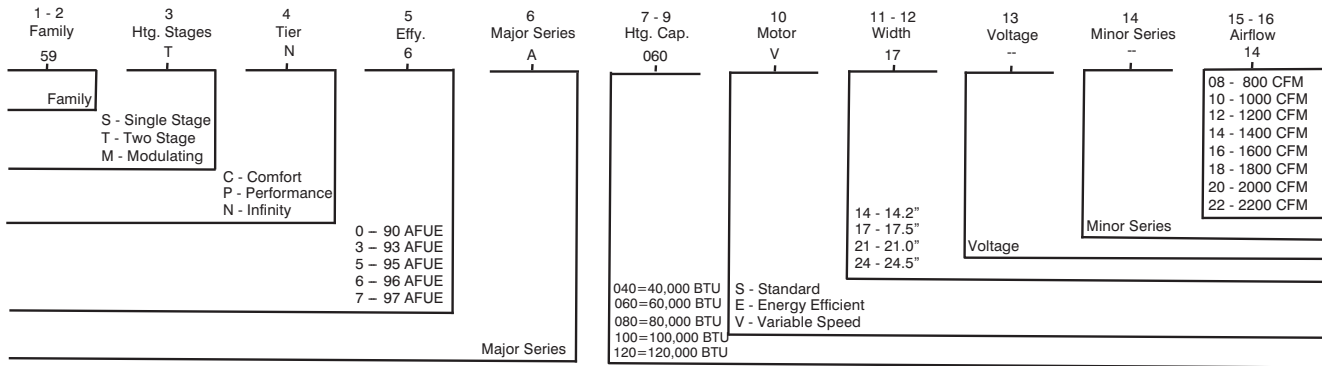 1 - 2 3 4 5 6 7 - 9 10 11 - 12 13 14 15 - 16
Family Htg. Stages Tier Effy. Major Series Htg. Cap. Motor Width Voltage Minor Series Airflow
59 T N 6 A 060 V 17 -- -- 14
Family
S - Single Stage
T - Two Stage
M - Modulating
C - Comfort
P - Performance
N - Infinity
0 – 90 AFUE
3 – 93 AFUE
5 – 95 AFUE
6 – 96 AFUE
7 – 97 AFUE
Major Series
040=40,000 BTU
060=60,000 BTU
080=80,000 BTU
100=100,000 BTU
120=120,000 BTU
S - Standard
E - Energy Efficient
V - Variable Speed
14 - 14.2”
17 - 17.5”
21 - 21.0”
24 - 24.5”
Voltage
Minor Series
08 - 800 CFM
10 - 1000 CFM
12 - 1200 CFM
14 - 1400 CFM
16 - 1600 CFM
18 - 1800 CFM
20 - 2000 CFM
22 - 2200 CFM